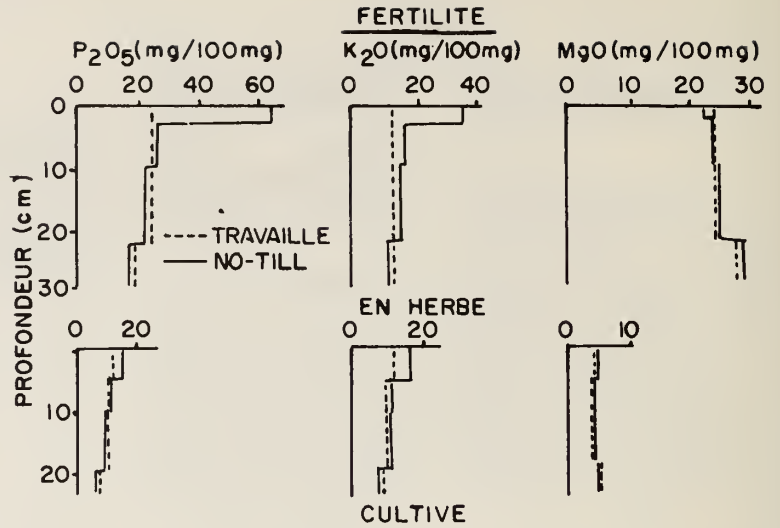 FERTILITE
P2O5(mg/100mg) K2O(mg/100mg) MgO(mg/100mg)
0 20 40 60 0 20 40 0 10 20 30
PROFONDEUR (cm)
0
10
20
30
TRAVAILLE
NO-TILL
EN HERBE
0 20 0 20 0 10
10
20
CULTIVE